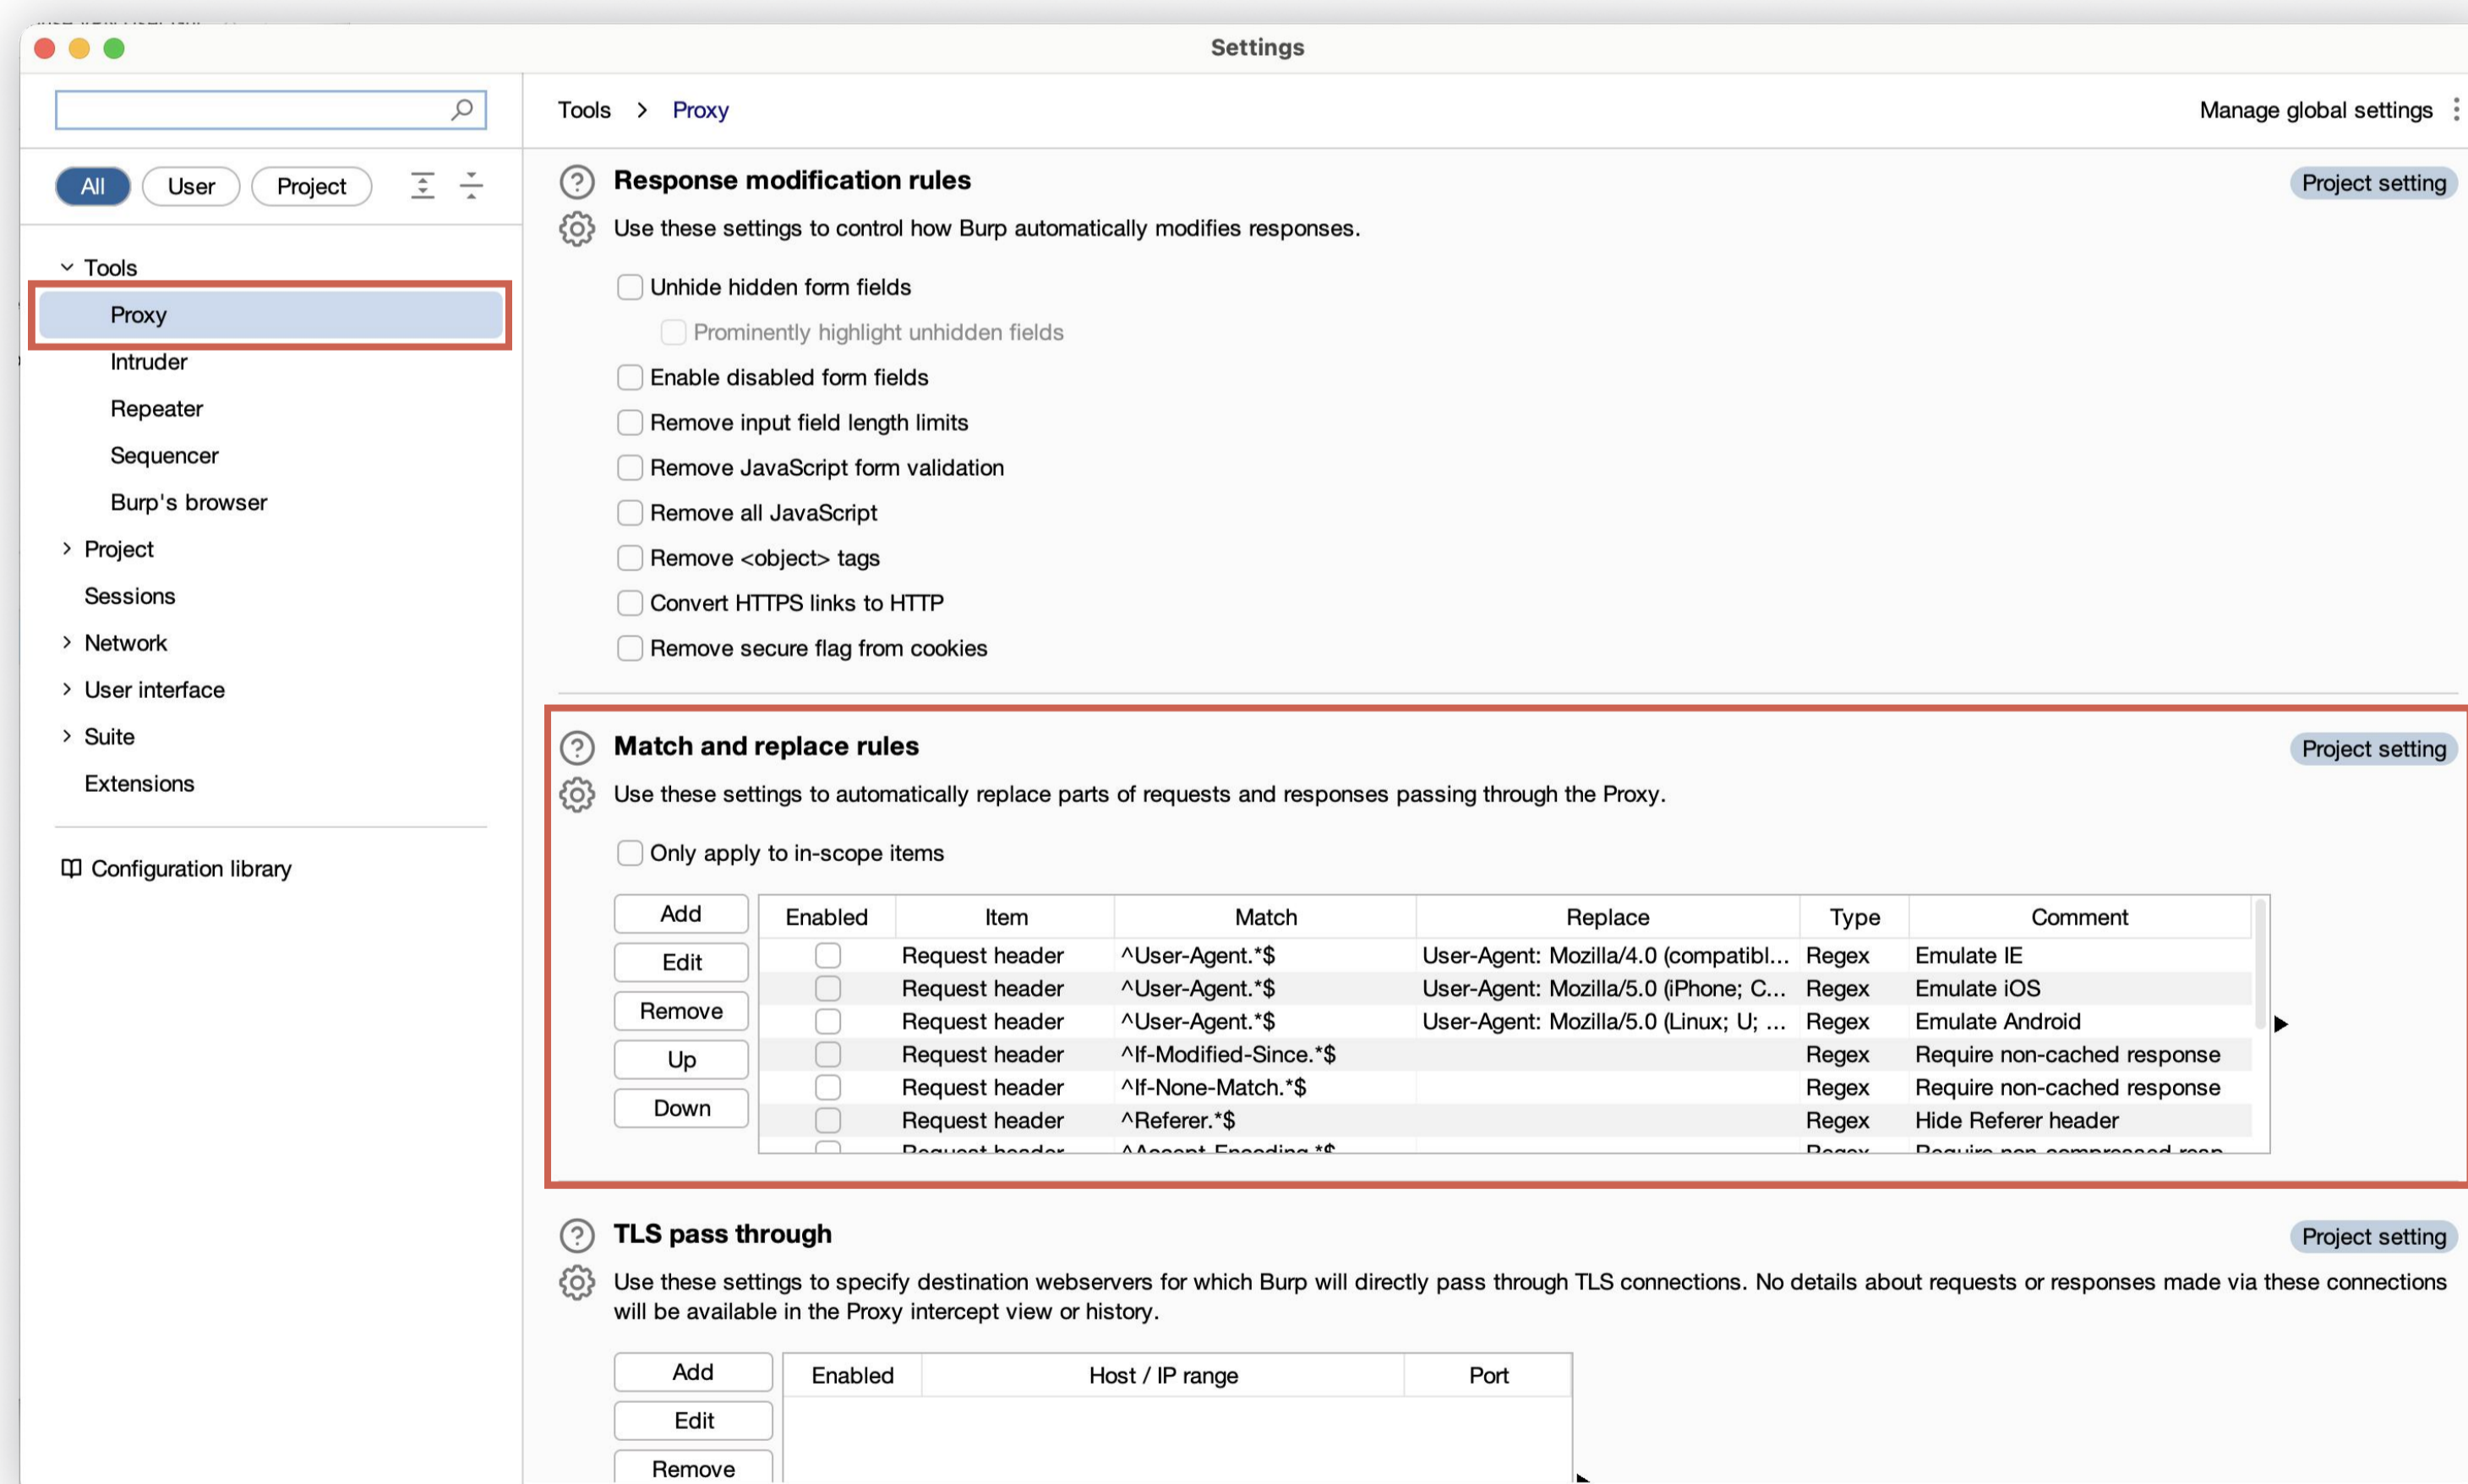 Settings
Tools > Proxy
Manage global settings
All User Project
Tools
Proxy
Intruder
Repeater
Sequencer
Burp's browser
Project
Sessions
Network
User interface
Suite
Extensions
Configuration library
Response modification rules
Project setting
Use these settings to control how Burp automatically modifies responses.
Unhide hidden form fields
Prominently highlight unhidden fields
Enable disabled form fields
Remove input field length limits
Remove JavaScript form validation
Remove all JavaScript
Remove <object> tags
Convert HTTPS links to HTTP
Remove secure flag from cookies
Match and replace rules
Project setting
Use these settings to automatically replace parts of requests and responses passing through the Proxy.
Only apply to in-scope items
Add
Edit
Remove
Up
Down
Enabled Item Match Replace Type Comment
Request header ^User-Agent.*$ User-Agent: Mozilla/4.0 (compatibl... Regex Emulate IE
Request header ^User-Agent.*$ User-Agent: Mozilla/5.0 (iPhone; C... Regex Emulate iOS
Request header ^User-Agent.*$ User-Agent: Mozilla/5.0 (Linux; U; ... Regex Emulate Android
Request header ^If-Modified-Since.*$ Regex Require non-cached response
Request header ^If-None-Match.*$ Regex Require non-cached response
Request header ^Referer.*$ Regex Hide Referer header
Request header ^Accept-Encoding.*$ Regex Require non-compressed resp
TLS pass through
Project setting
Use these settings to specify destination webservers for which Burp will directly pass through TLS connections. No details about requests or responses made via these connections
will be available in the Proxy intercept view or history.
Add
Edit
Remove
Enabled Host / IP range Port